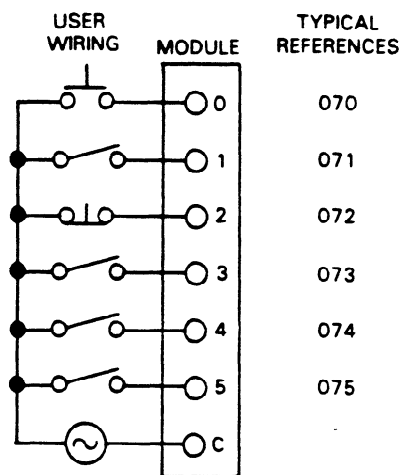 USER WIRING
MODULE
TYPICAL REFERENCES
0 070
1 071
2 072
3 073
4 074
5 075
C